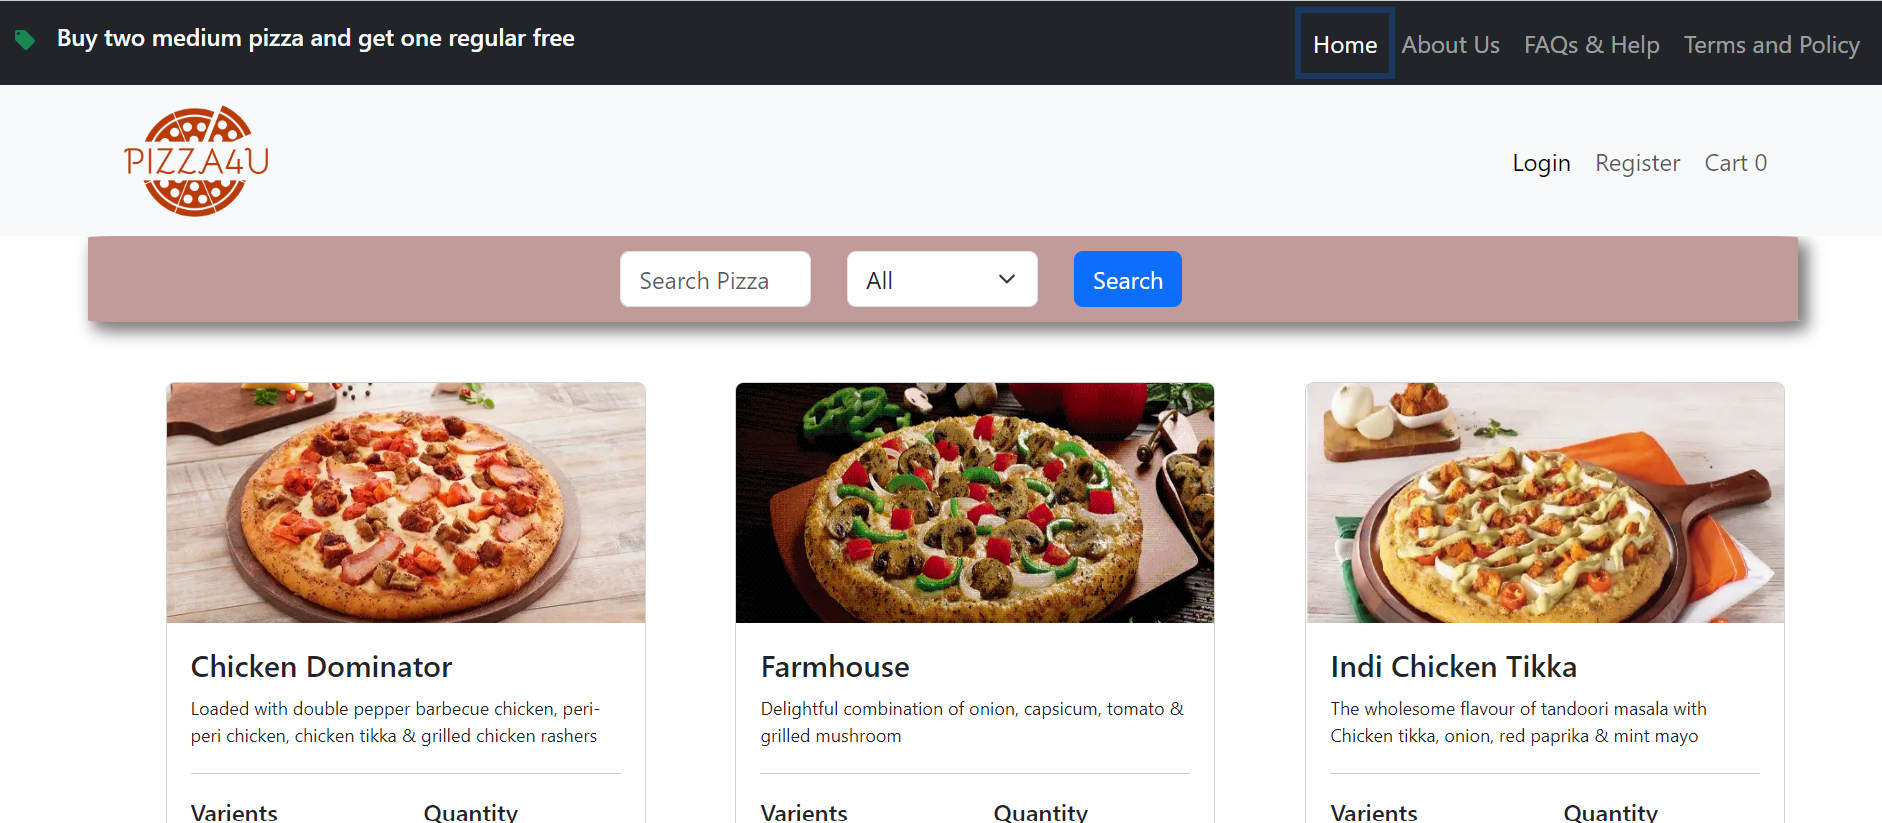 Buy two medium pizza and get one regular free
Home About Us FAQs & Help Terms and Policy
PIZZA4U
Login Register Cart 0
Search Pizza All Search
Chicken Dominator
Loaded with double pepper barbecue chicken, peri-
peri chicken, chicken tikka & grilled chicken rashers
Varients Quantity
Farmhouse
Delightful combination of onion, capsicum, tomato &
grilled mushroom
Varients Quantity
Indi Chicken Tikka
The wholesome flavour of tandoori masala with
Chicken tikka, onion, red paprika & mint mayo
Varients Quantity